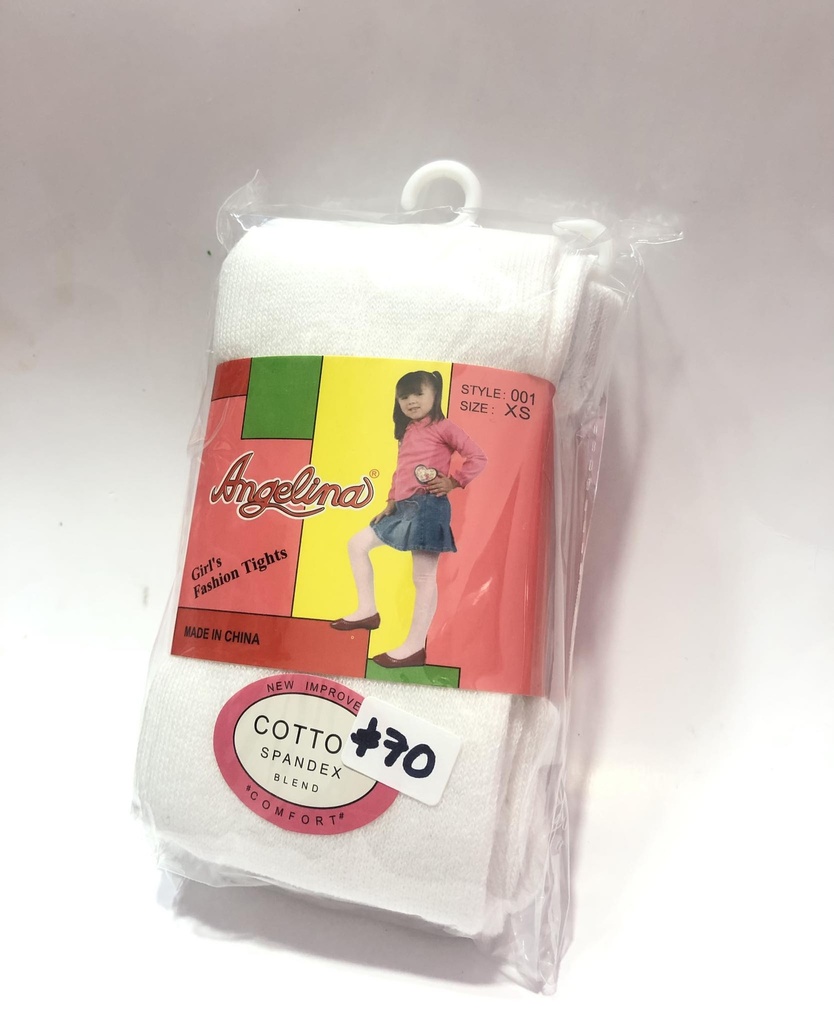 STYLE: 001
SIZE: XS
Angelina®
Girl's
Fashion Tights
MADE IN CHINA
NEW IMPROVE
COTTO
SPANDEX
BLEND
"COMFORT"
$70